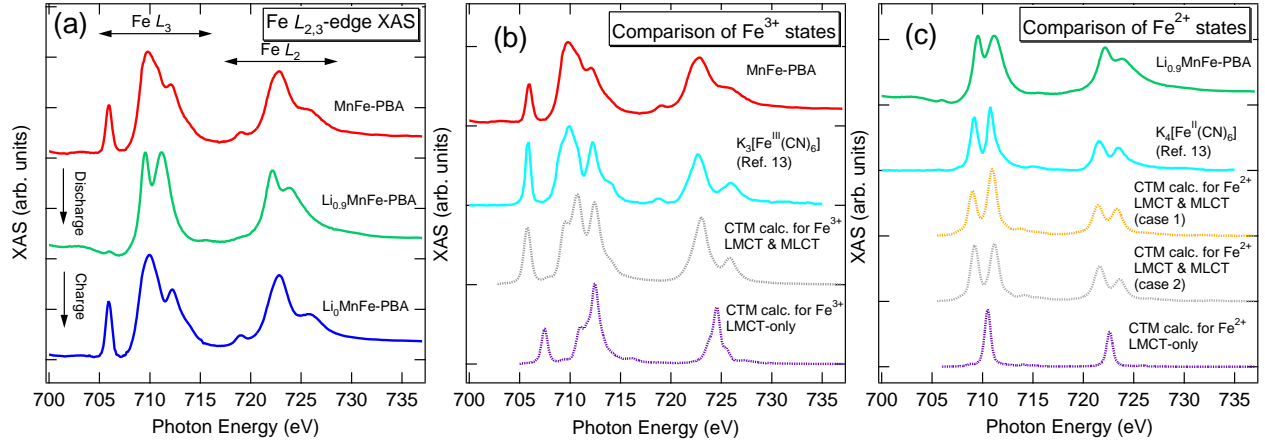 (a)
Fe L2,3-edge XAS
Fe L3
Fe L2
MnFe-PBA
Discharge
Li0.9MnFe-PBA
Charge
Li0MnFe-PBA
XAS (arb. units)
700 705 710 715 720 725 730 735
Photon Energy (eV)
(b)
Comparison of Fe3+ states
MnFe-PBA
K3[FeIII(CN)6]
(Ref. 13)
CTM calc. for Fe3+
LMCT & MLCT
CTM calc. for Fe3+
LMCT-only
XAS (arb. units)
700 705 710 715 720 725 730 735
Photon Energy (eV)
(c)
Comparison of Fe2+ states
Li0.9MnFe-PBA
K4[FeII(CN)6]
(Ref. 13)
CTM calc. for Fe2+
LMCT & MLCT
(case 1)
CTM calc. for Fe2+
LMCT & MLCT
(case 2)
CTM calc. for Fe2+
LMCT-only
XAS (arb. units)
700 705 710 715 720 725 730 735
Photon Energy (eV)